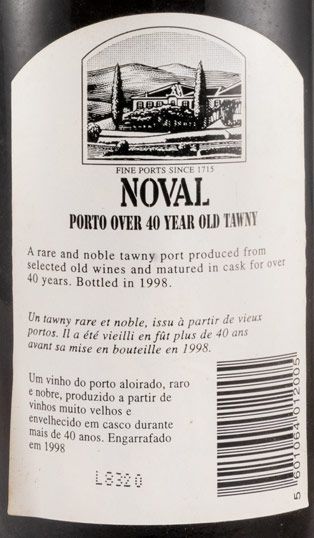 FINE PORTS SINCE 1715
NOVAL
PORTO OVER 40 YEAR OLD TAWNY
A rare and noble tawny port produced from
selected old wines and matured in cask for over
40 years. Bottled in 1998.
Un tawny rare et noble, issu à partir de vieux
portos. Il a été vieilli en fût plus de 40 ans
avant sa mise en bouteille en 1998.
Um vinho do porto aloirado, raro
e nobre, produzido a partir de
vinhos muito velhos e
envelhecido em casco durante
mais de 40 anos. Engarrafado
em 1998
L8320
5 601064 012005